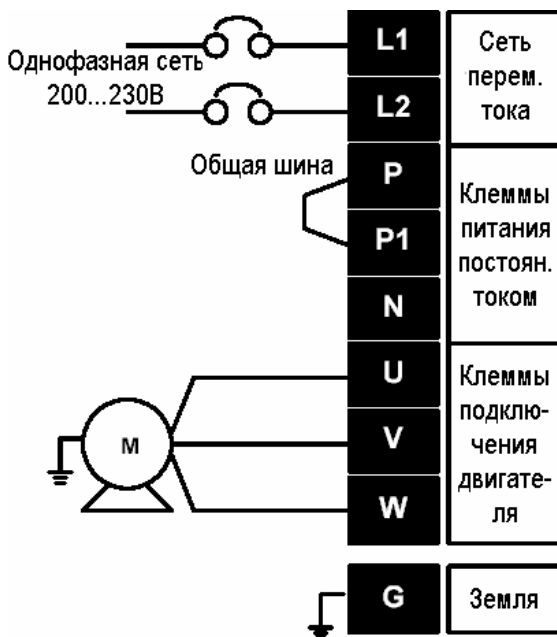 Однофазная сеть
200...230В
L1
L2
Сеть
перем.
тока
Общая шина
P
P1
N
Клеммы
питания
постоян.
током
U
V
W
M
Клеммы
подклю-
чения
двигате-
ля
G
Земля